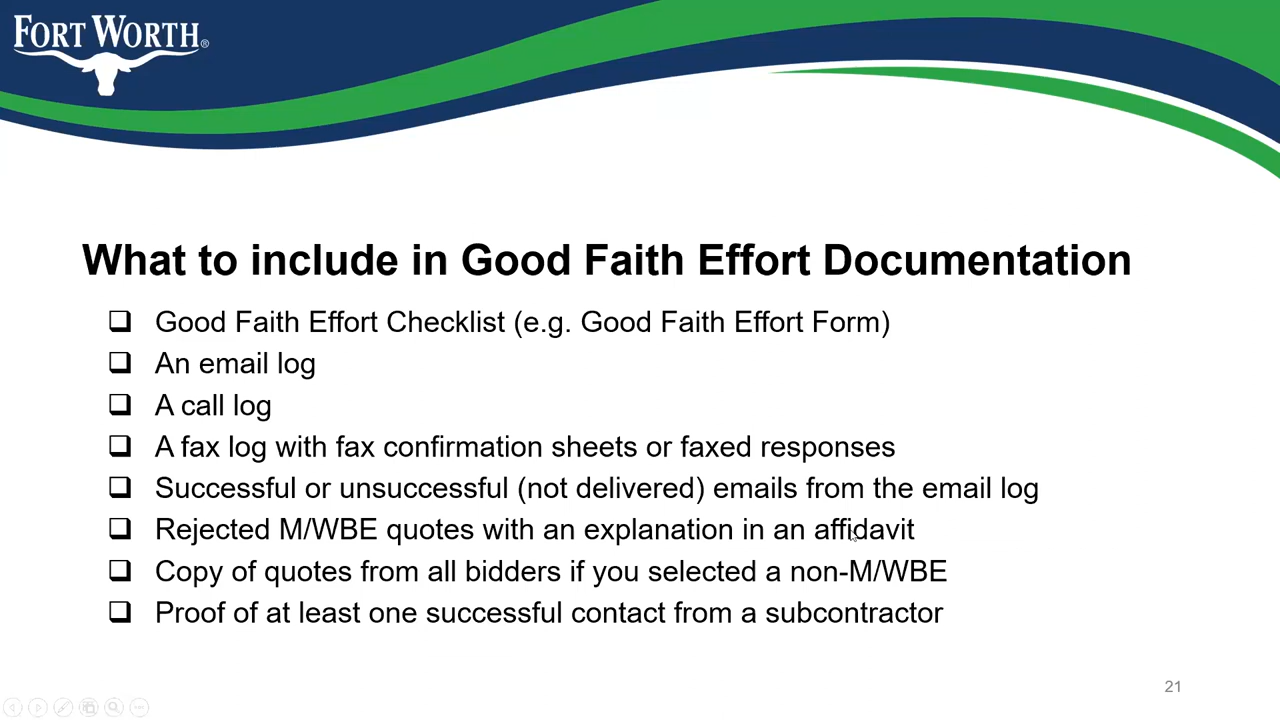 FORT WORTH®
What to include in Good Faith Effort Documentation
❑ Good Faith Effort Checklist (e.g. Good Faith Effort Form)
❑ An email log
❑ A call log
❑ A fax log with fax confirmation sheets or faxed responses
❑ Successful or unsuccessful (not delivered) emails from the email log
❑ Rejected M/WBE quotes with an explanation in an affidavit
❑ Copy of quotes from all bidders if you selected a non-M/WBE
❑ Proof of at least one successful contact from a subcontractor
21